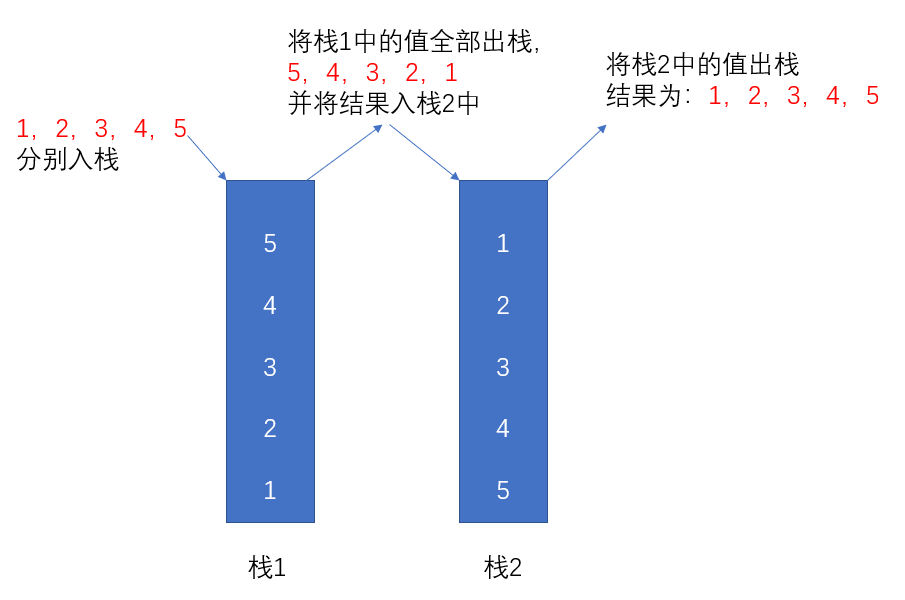 1，2，3，4，5
分别入栈
将栈1中的值全部出栈，
5，4，3，2，1
并将结果入栈2中
将栈2中的值出栈
结果为：1，2，3，4，5
5
4
3
2
1
栈1
1
2
3
4
5
栈2